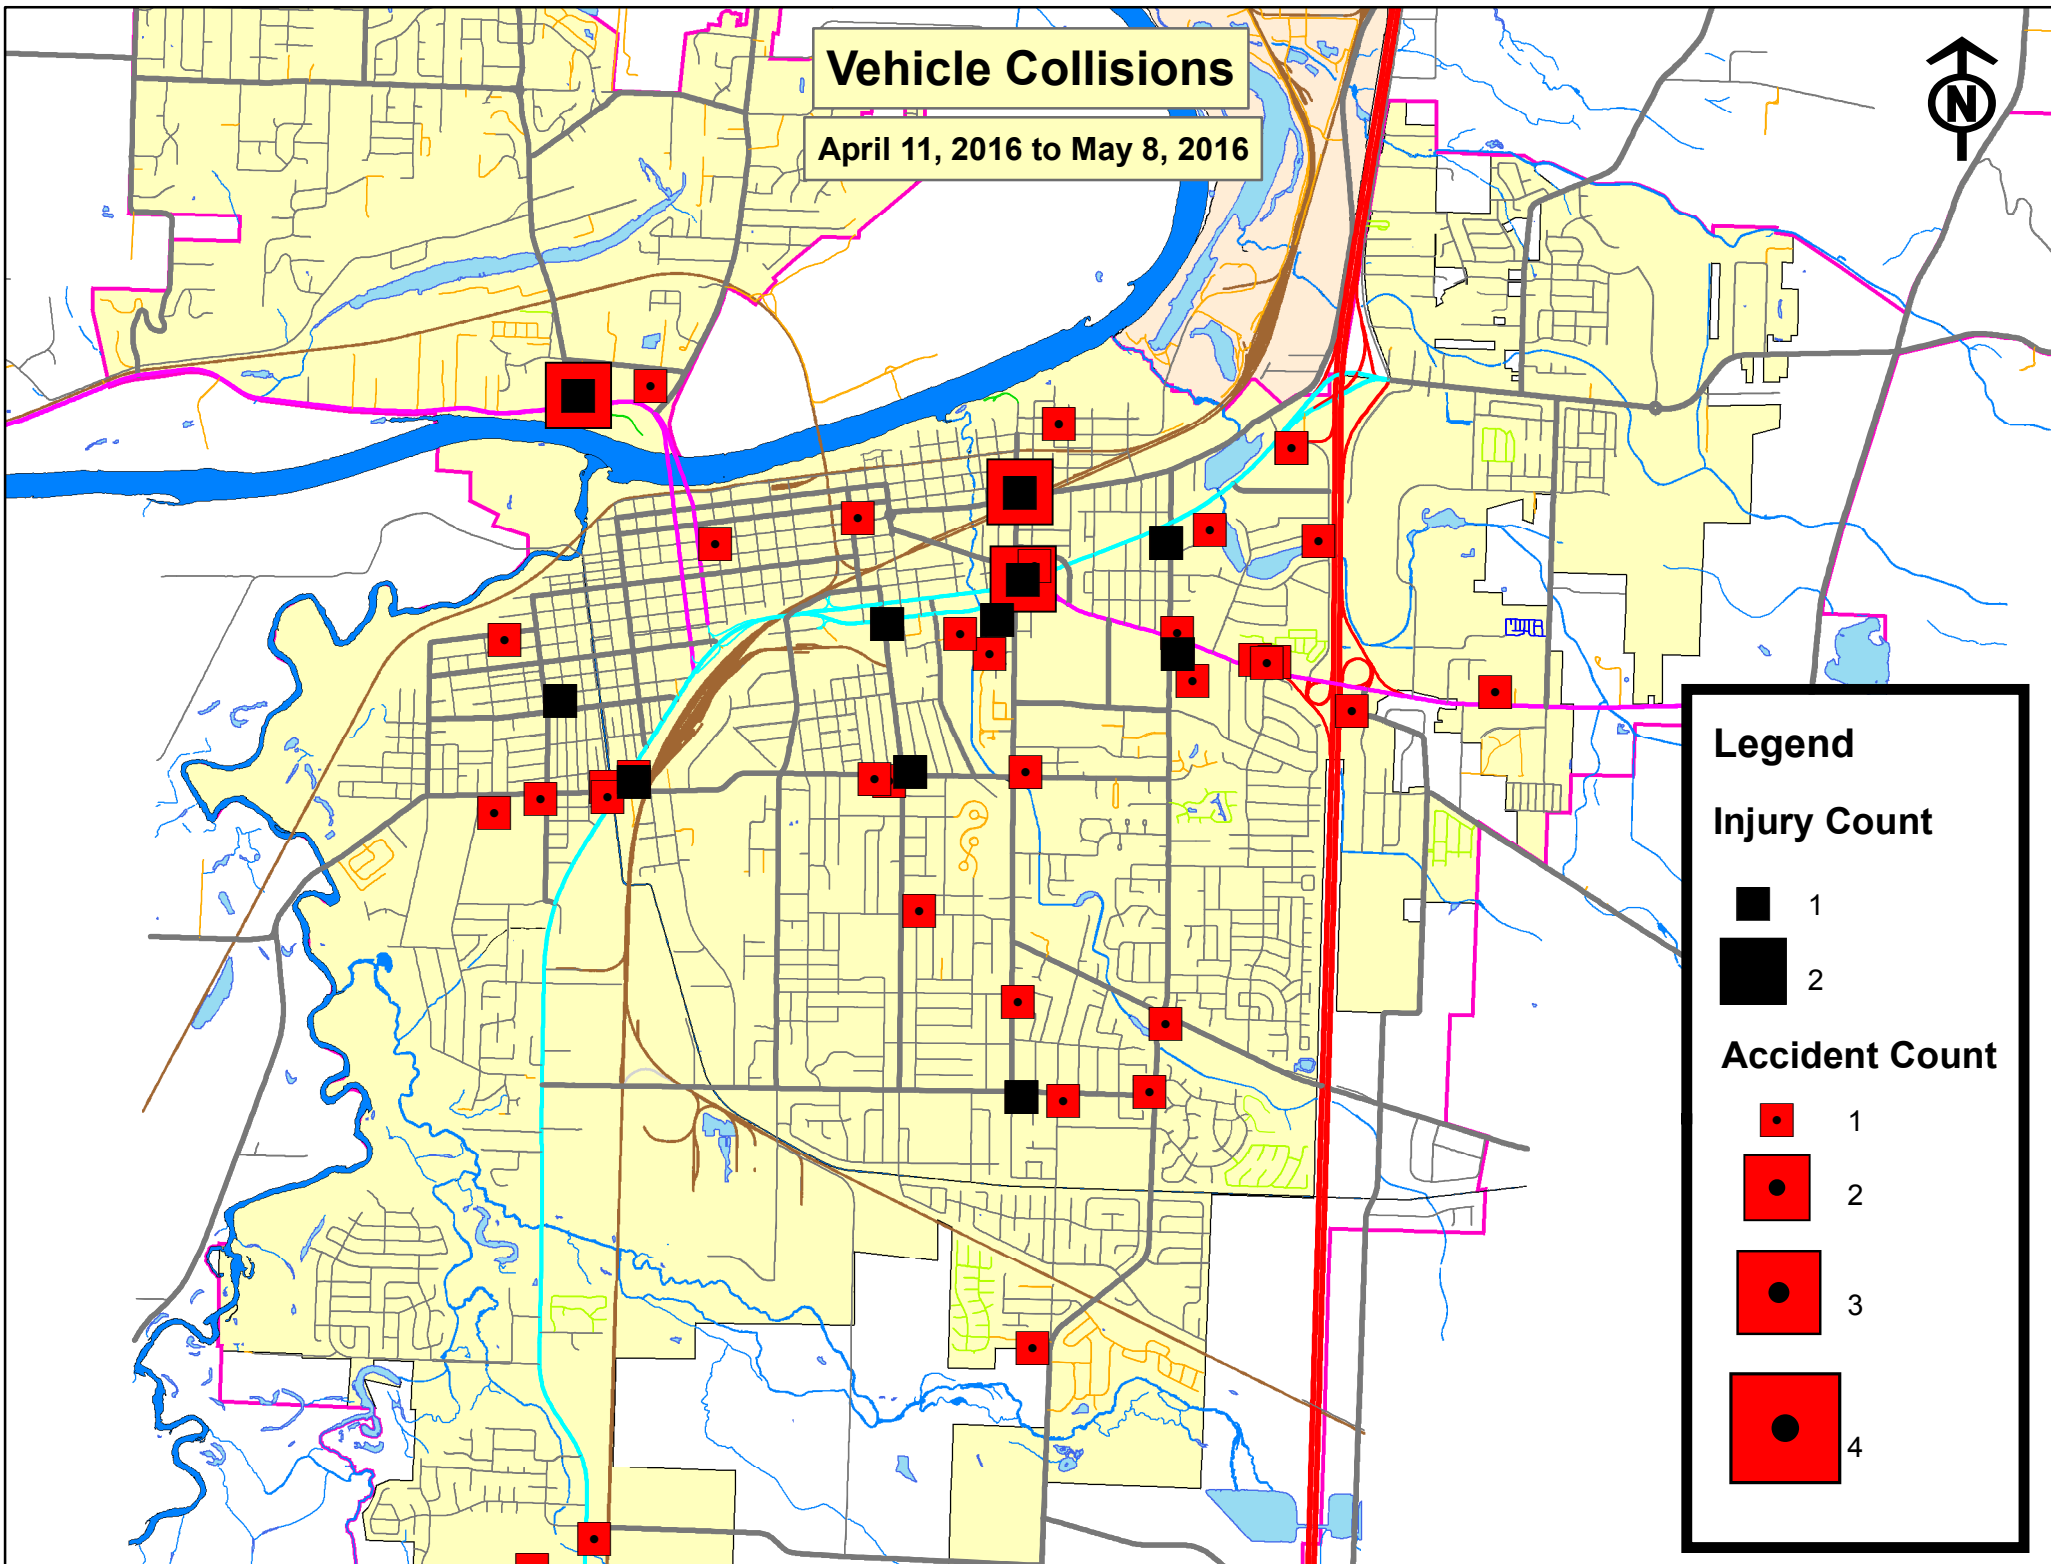 Vehicle Collisions
April 11, 2016 to May 8, 2016
N
Legend
Injury Count
1
2
Accident Count
1
2
3
4